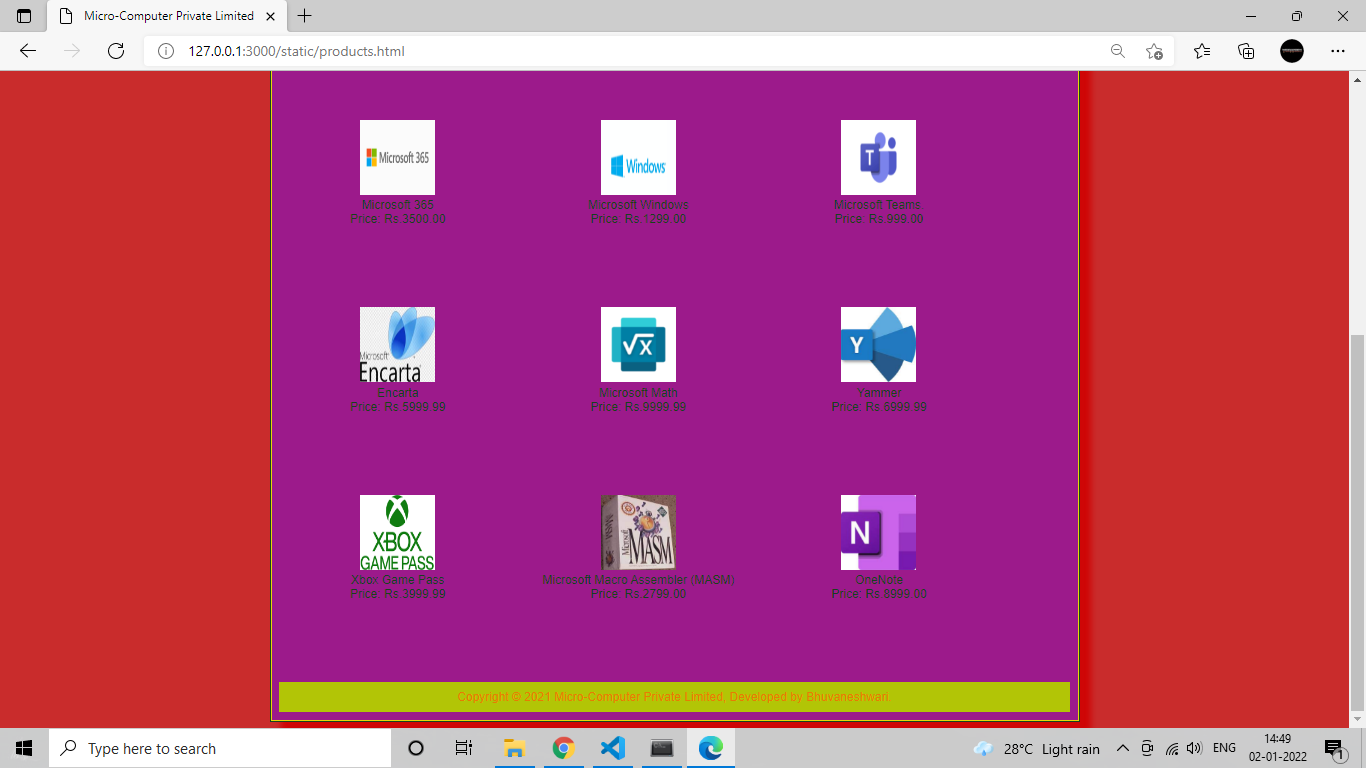 Micro-Computer Private Limited
127.0.0.1:3000/static/products.html
Microsoft 365
Windows
T
Microsoft 365
Price: Rs.3500.00
Microsoft Windows
Price: Rs.1299.00
Microsoft Teams.
Price: Rs.999.00
Microsoft
Encarta
√x
Y
Encarta
Price: Rs.5999.99
Microsoft Math
Price: Rs.9999.99
Yammer
Price: Rs.6999.99
XBOX
GAME PASS
Microsoft
MASM
N
Xbox Game Pass
Price: Rs.3999.99
Microsoft Mecro Assembler (MASM)
Price: Rs.2799.00
OneNote
Price: Rs.8999.00
Copyright © 2021 Micro-Computer Private Limited, Developed by Bhuvaneshwari.
Type here to search
28°C Light rain
ENG
14:49
02-01-2022
1